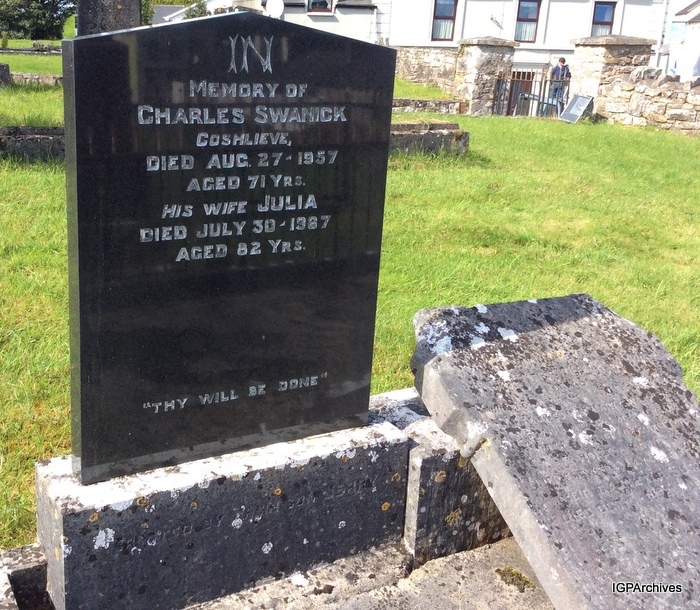 IN
MEMORY OF
CHARLES SWANICK
COSHLIEVE,
DIED AUG. 27-1957
AGED 71 YRS.
HIS WIFE JULIA
DIED JULY 30-1967
AGED 82 YRS.
"THY WILL BE DONE"
IGPArchives